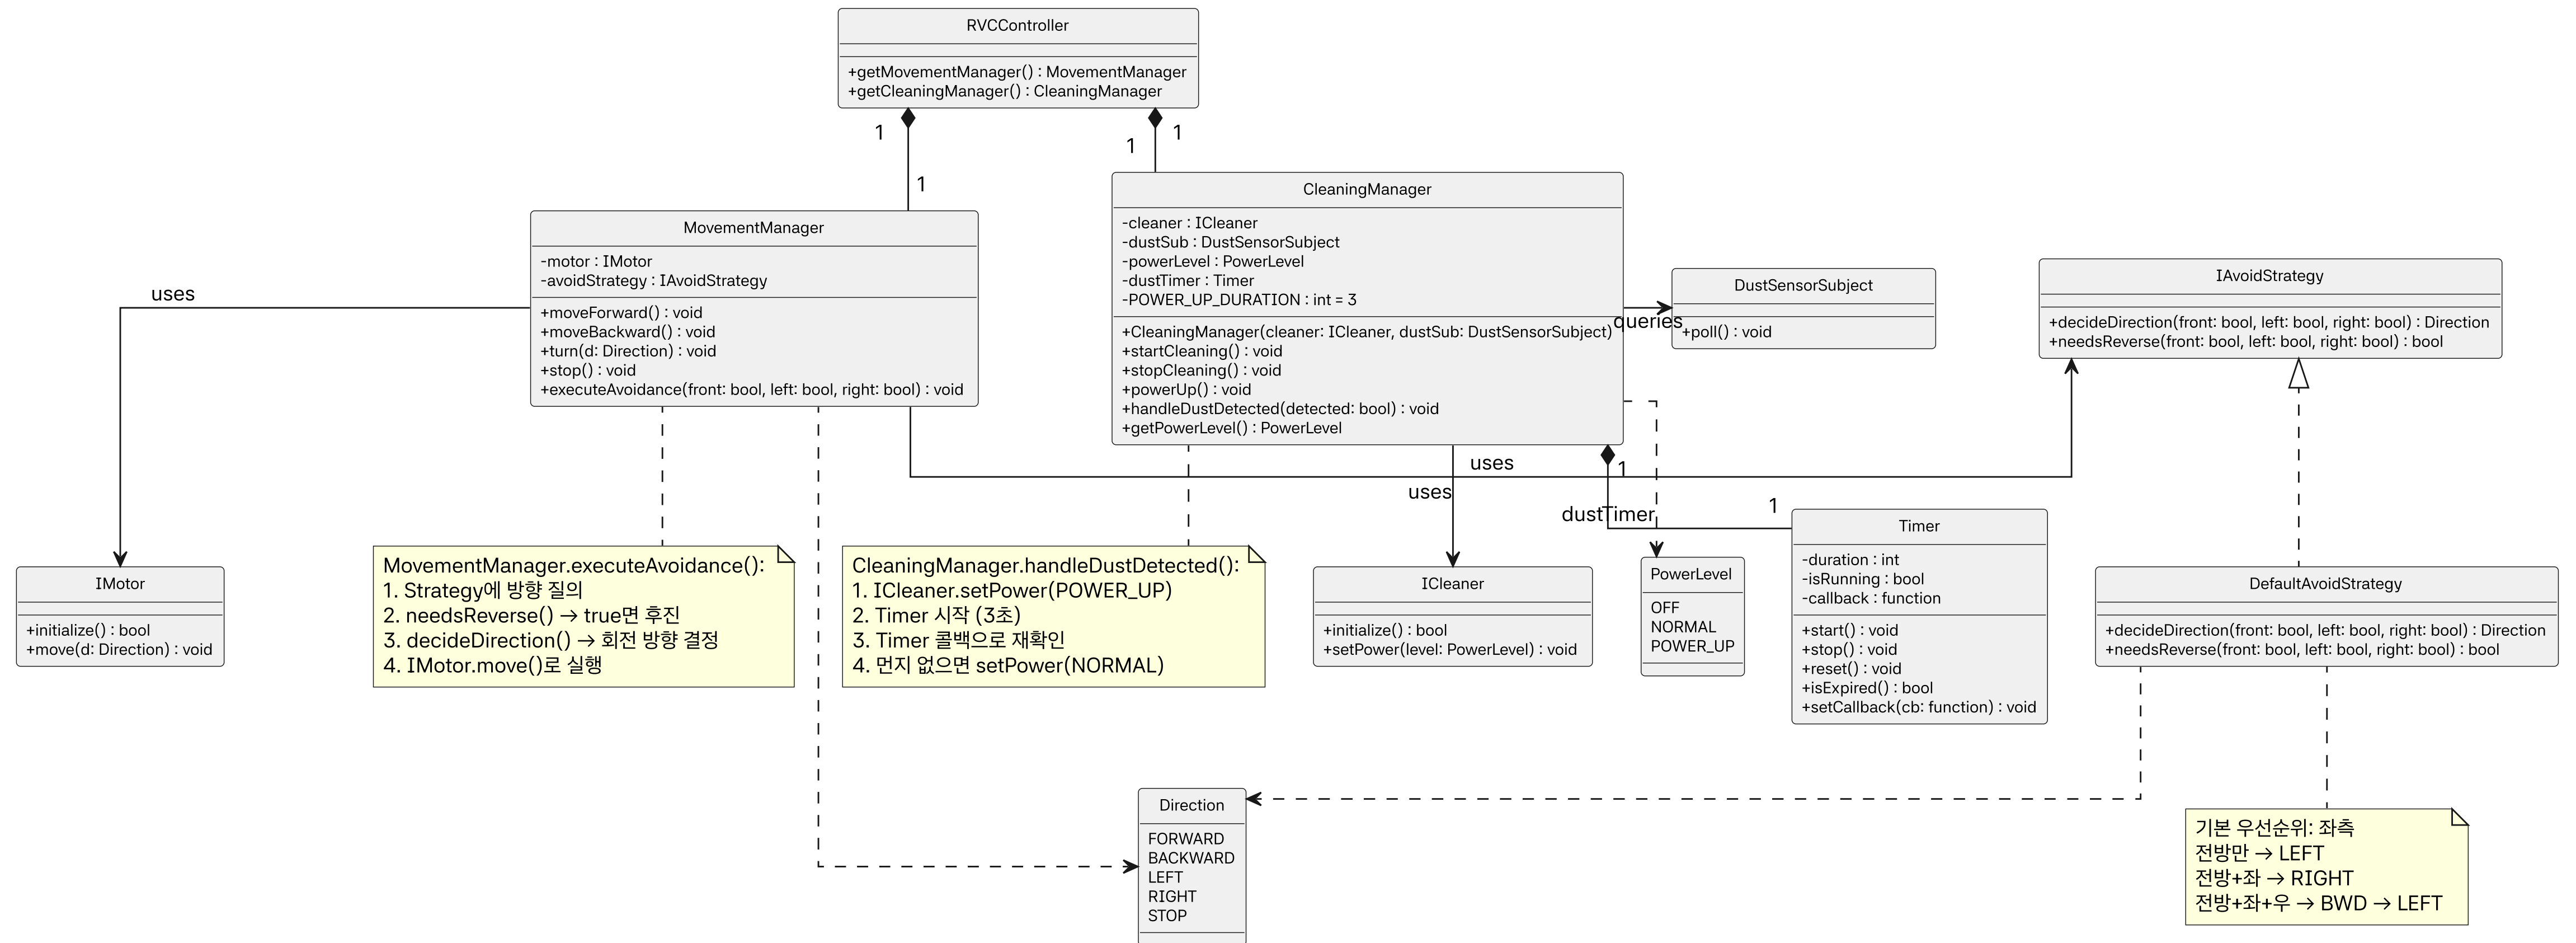 RVCController
+getMovementManager() : MovementManager
+getCleaningManager() : CleaningManager
1
1
1
1
MovementManager
-motor : IMotor
-avoidStrategy : IAvoidStrategy
+moveForward() : void
+moveBackward() : void
+turn(d: Direction) : void
+stop() : void
+executeAvoidance(front: bool, left: bool, right: bool) : void
CleaningManager
-cleaner : ICleaner
-dustSub : DustSensorSubject
-powerLevel : PowerLevel
-dustTimer : Timer
-POWER_UP_DURATION : int = 3
+CleaningManager(cleaner: ICleaner, dustSub: DustSensorSubject)
+startCleaning() : void
+stopCleaning() : void
+powerUp() : void
+handleDustDetected(detected: bool) : void
+getPowerLevel() : PowerLevel
queries
DustSensorSubject
+poll() : void
IAvoidStrategy
+decideDirection(front: bool, left: bool, right: bool) : Direction
+needsReverse(front: bool, left: bool, right: bool) : bool
uses
uses
uses
1
dustTimer
1
IMotor
+initialize() : bool
+move(d: Direction) : void
MovementManager.executeAvoidance():
1. Strategy에 방향 질의
2. needsReverse() → true면 후진
3. decideDirection() → 회전 방향 결정
4. IMotor.move()로 실행
CleaningManager.handleDustDetected():
1. ICleaner.setPower(POWER_UP)
2. Timer 시작 (3초)
3. Timer 콜백으로 재확인
4. 먼지 없으면 setPower(NORMAL)
ICleaner
+initialize() : bool
+setPower(level: PowerLevel) : void
PowerLevel
OFF
NORMAL
POWER_UP
Timer
-duration : int
-isRunning : bool
-callback : function
+start() : void
+stop() : void
+reset() : void
+isExpired() : bool
+setCallback(cb: function) : void
DefaultAvoidStrategy
+decideDirection(front: bool, left: bool, right: bool) : Direction
+needsReverse(front: bool, left: bool, right: bool) : bool
Direction
FORWARD
BACKWARD
LEFT
RIGHT
STOP
기본 우선순위: 좌측
전방만 → LEFT
전방+좌 → RIGHT
전방+좌+우 → BWD → LEFT